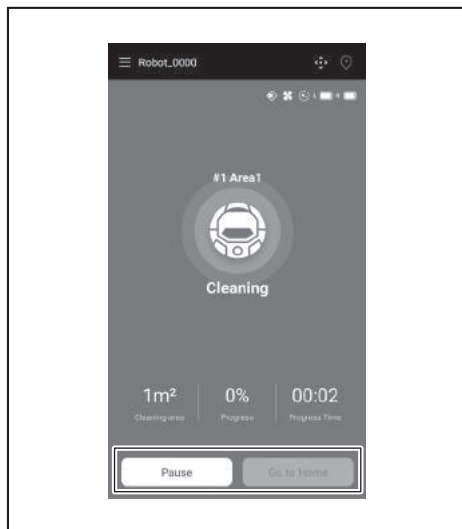 Robot_0000
#1 Area1
Cleaning
1m² 0% 00:02
Cleaning area Progress Progress Time
Pause Go to Home